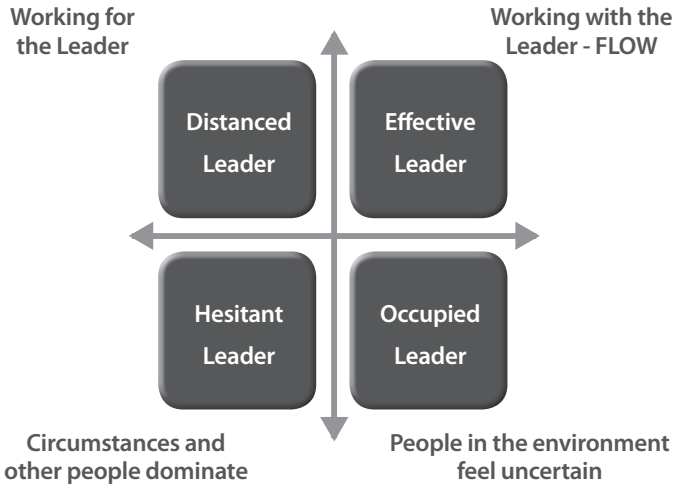 Working for
the Leader
Working with the
Leader - FLOW
Distanced
Leader
Effective
Leader
Hesitant
Leader
Occupied
Leader
Circumstances and
other people dominate
People in the environment
feel uncertain